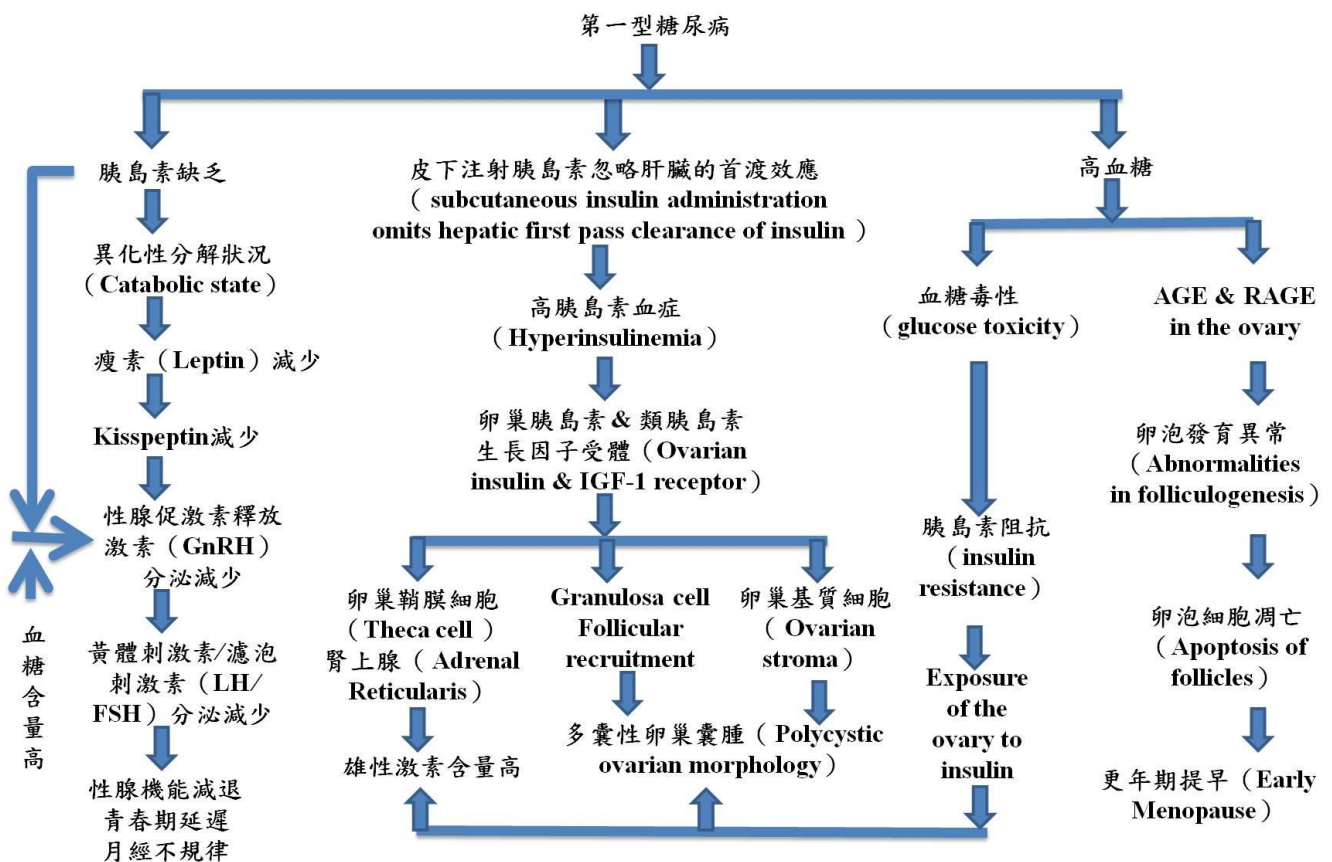 第一型糖尿病
胰島素缺乏
異化性分解狀況
（Catabolic state）
瘦素（Leptin）減少
Kisspeptin減少
性腺促激素釋放
激素（GnRH）
分泌減少
黃體刺激素/濾泡
刺激素（LH/
FSH）分泌減少
性腺機能減退
青春期延遲
月經不規律
血糖含量高
皮下注射胰島素忽略肝臟的首渡效應
（ subcutaneous insulin administration
omits hepatic first pass clearance of insulin ）
高胰島素血症
（Hyperinsulinemia）
卵巢胰島素& 類胰島素
生長因子受體（Ovarian
insulin & IGF-1 receptor）
卵巢鞘膜細胞
（Theca cell）
腎上腺（ Adrenal
Reticularis）
雄性激素含量高
Granulosa cell
Follicular
recruitment
卵巢基質細胞
（Ovarian
stroma）
多囊性卵巢囊腫（ Polycystic
ovarian morphology）
高血糖
血糖毒性
（glucose toxicity）
胰島素阻抗
（insulin
resistance）
Exposure
of the
ovary to
insulin
AGE & RAGE
in the ovary
卵泡發育異常
（Abnormalities
in folliculogenesis）
卵泡細胞凋亡
（Apoptosis of
follicles）
更年期提早（Early
Menopause）